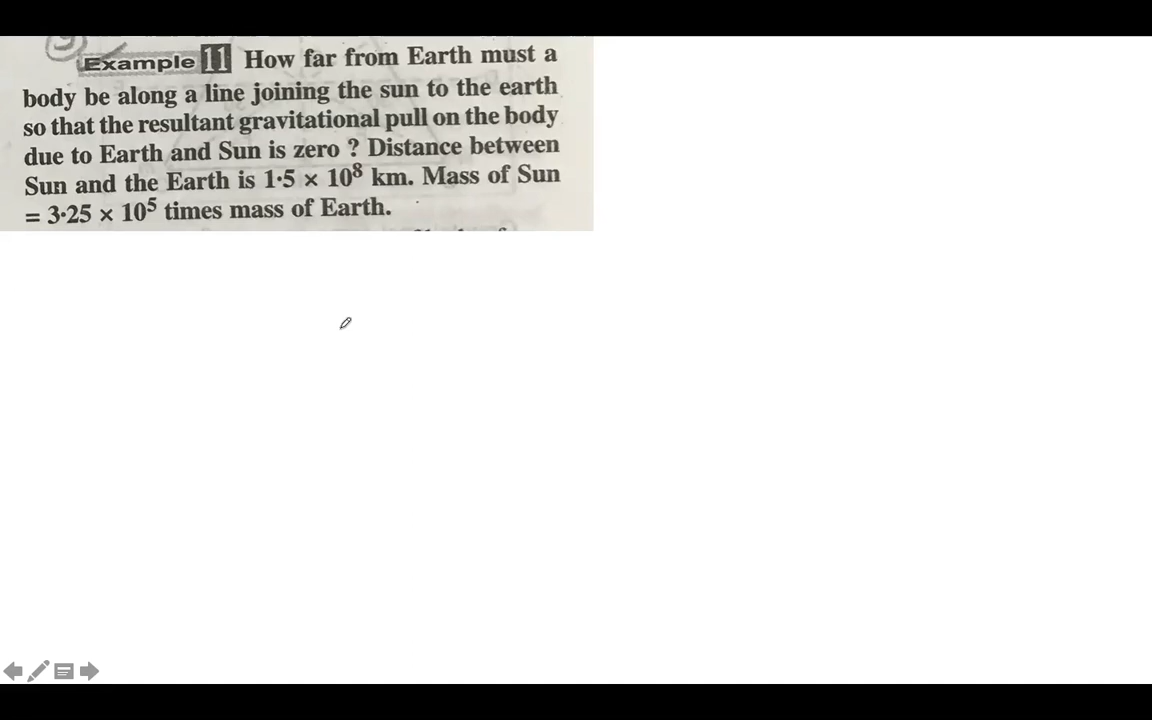 Example 11 How far from Earth must a
body be along a line joining the sun to the earth
so that the resultant gravitational pull on the body
due to Earth and Sun is zero ? Distance between
Sun and the Earth is 1·5 × 10⁸ km. Mass of Sun
= 3·25 × 10⁵ times mass of Earth.